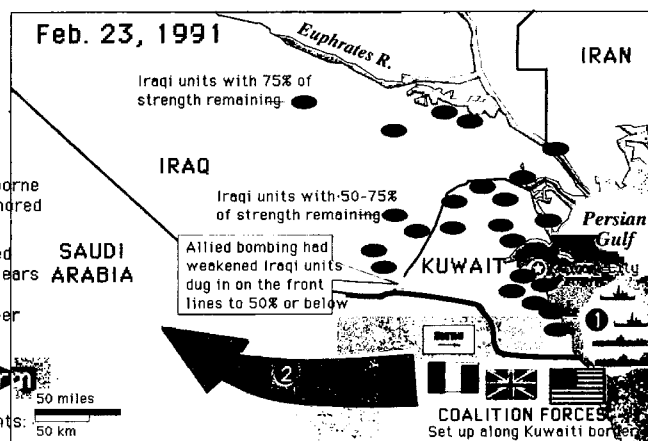 Feb. 23, 1991
Euphrates R.
IRAN
Iraqi units with 75% of
strength remaining
IRAQ
Iraqi units with 50-75%
of strength remaining
Persian
Gulf
Allied bombing had
weakened Iraqi units
dug in on the front
lines to 50% or below
SAUDI
ARABIA
KUWAIT
City
1
2
50 miles
50 km
COALITION FORCES
Set up along Kuwaiti border